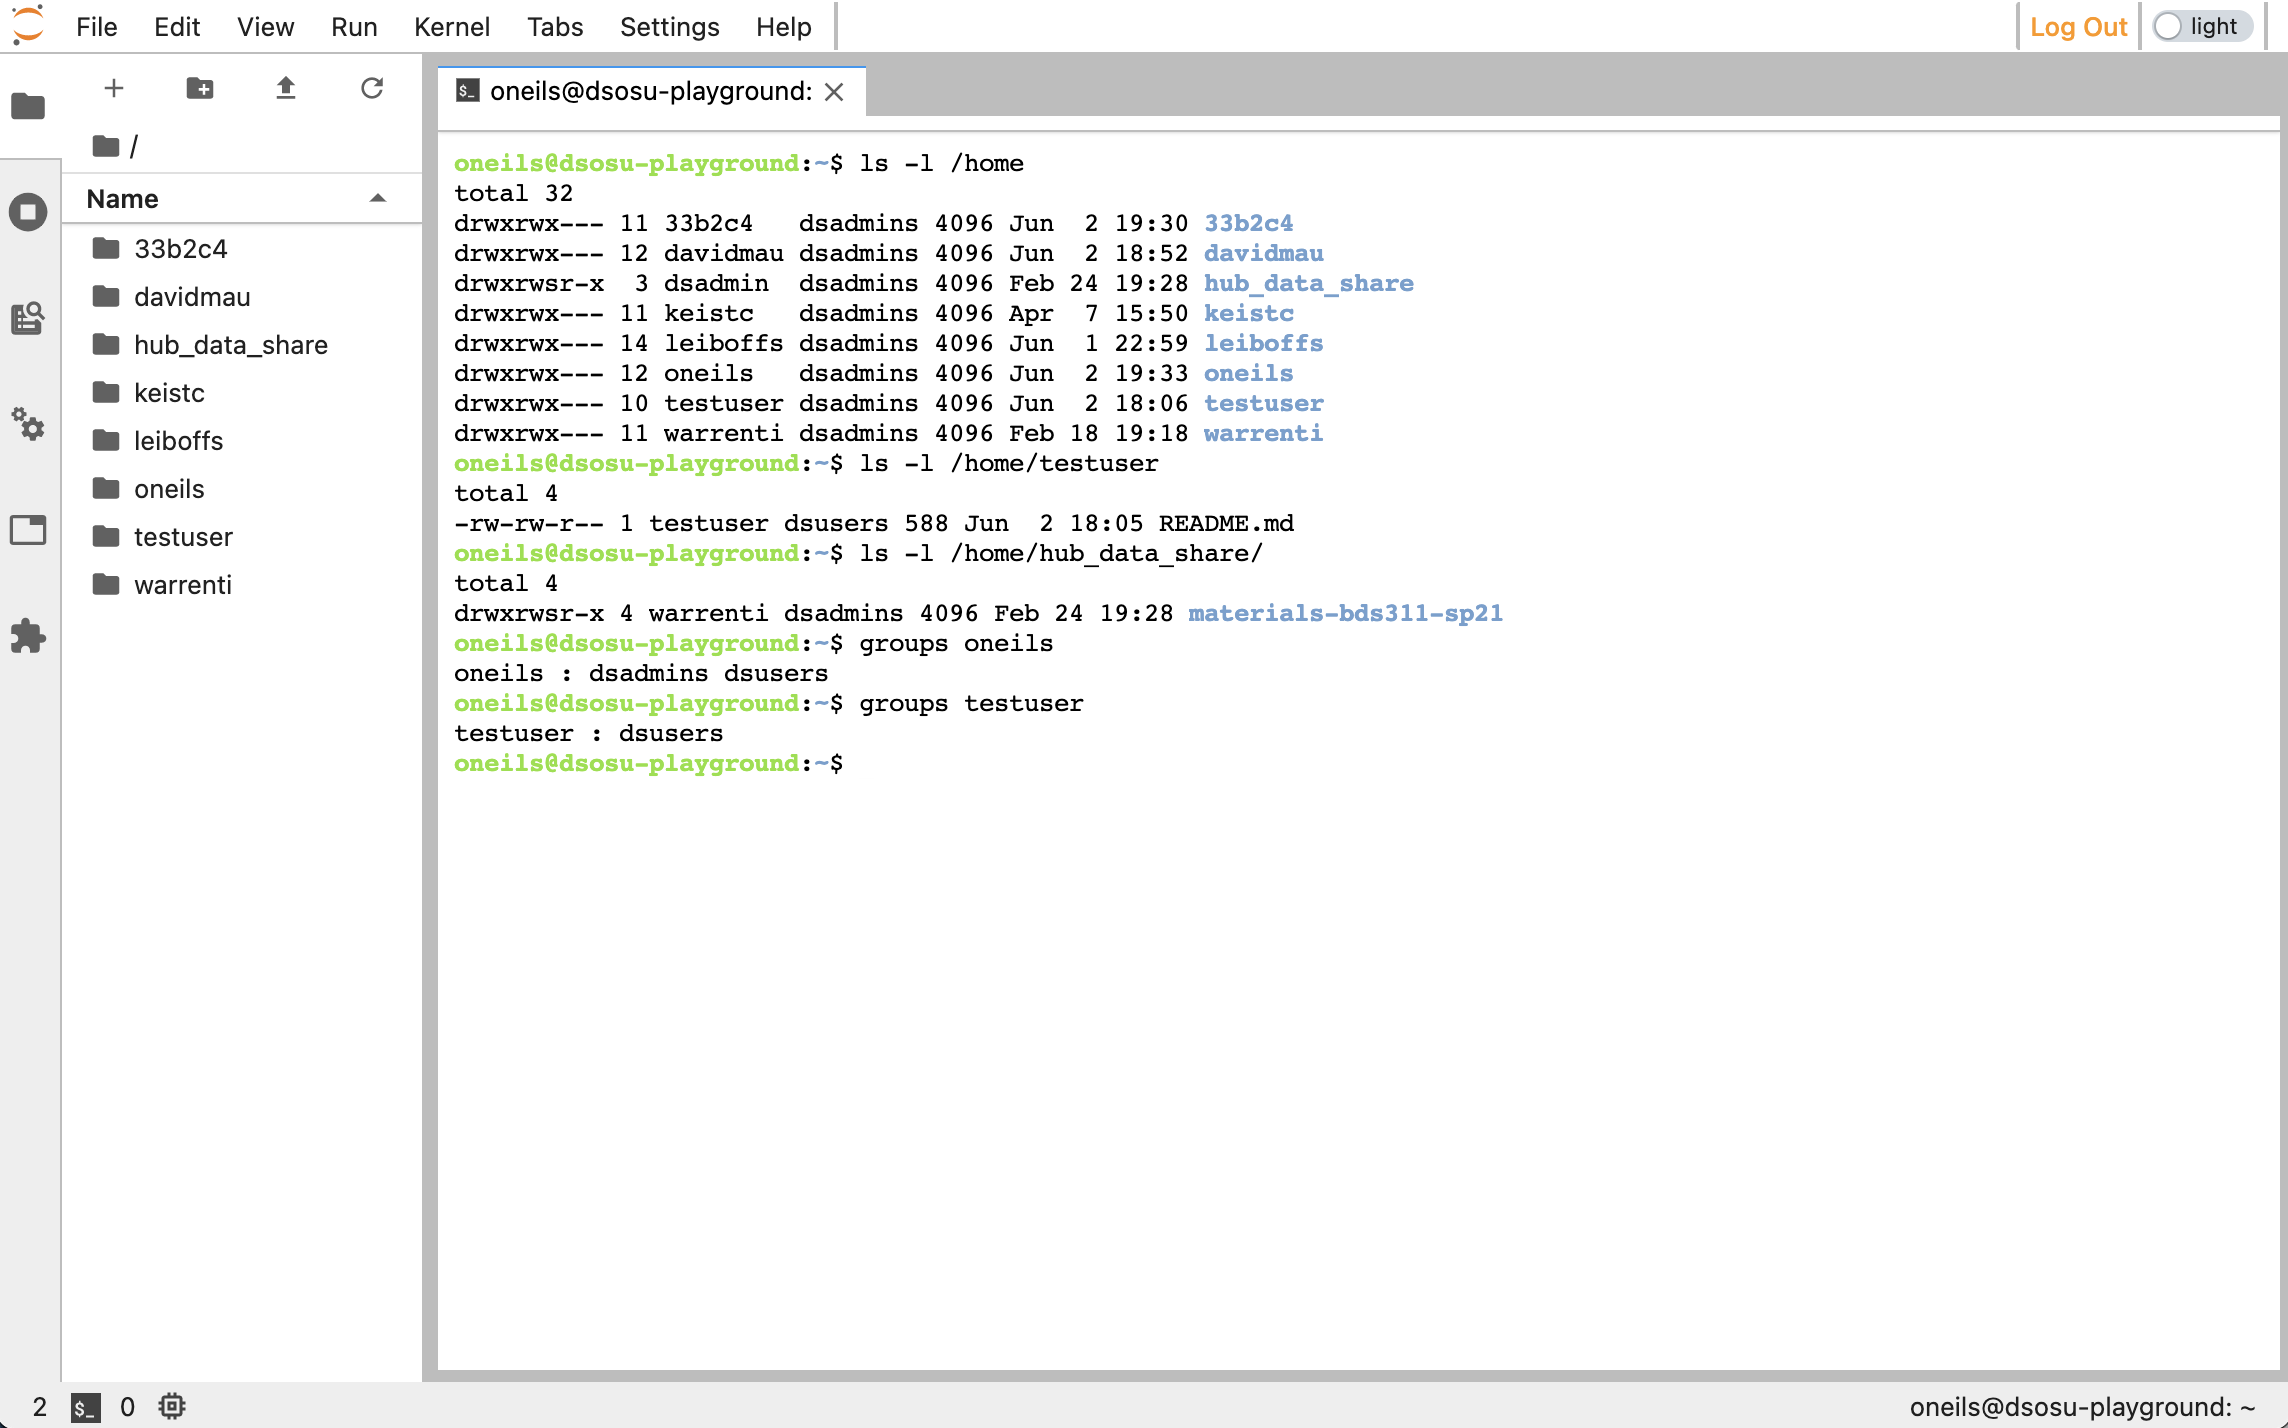 File Edit View Run Kernel Tabs Settings Help Log Out light
/
Name
33b2c4
davidmau
hub_data_share
keistc
leiboffs
oneils
testuser
warrenti
oneils@dsosu-playground:
oneils@dsosu-playground:~$ ls -l /home
total 32
drwxrwx--- 11 33b2c4   dsadmins 4096 Jun  2 19:30 33b2c4
drwxrwx--- 12 davidmau dsadmins 4096 Jun  2 18:52 davidmau
drwxrwsr-x  3 dsadmin  dsadmins 4096 Feb 24 19:28 hub_data_share
drwxrwx--- 11 keistc   dsadmins 4096 Apr  7 15:50 keistc
drwxrwx--- 14 leiboffs dsadmins 4096 Jun  1 22:59 leiboffs
drwxrwx--- 12 oneils   dsadmins 4096 Jun  2 19:33 oneils
drwxrwx--- 10 testuser dsadmins 4096 Jun  2 18:06 testuser
drwxrwx--- 11 warrenti dsadmins 4096 Feb 18 19:18 warrenti
oneils@dsosu-playground:~$ ls -l /home/testuser
total 4
-rw-rw-r-- 1 testuser dsusers 588 Jun  2 18:05 README.md
oneils@dsosu-playground:~$ ls -l /home/hub_data_share/
total 4
drwxrwsr-x 4 warrenti dsadmins 4096 Feb 24 19:28 materials-bds311-sp21
oneils@dsosu-playground:~$ groups oneils
oneils : dsadmins dsusers
oneils@dsosu-playground:~$ groups testuser
testuser : dsusers
oneils@dsosu-playground:~$
2 $_ 0 oneils@dsosu-playground: ~